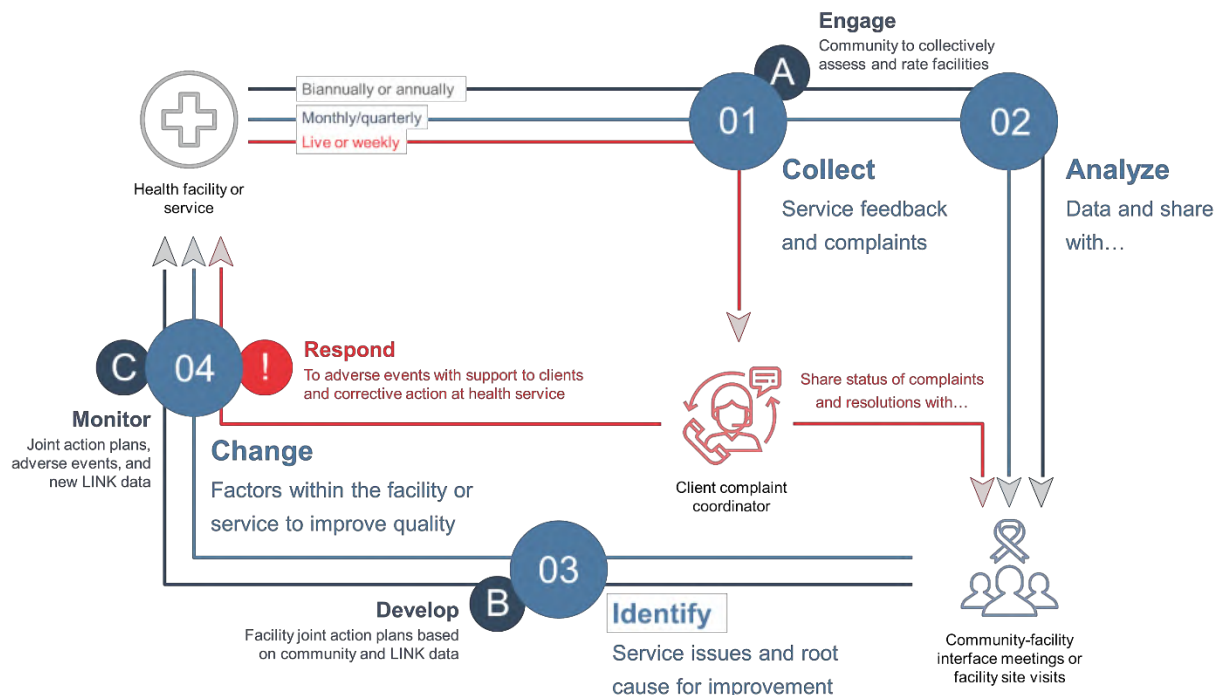 Engage
Community to collectively
assess and rate facilities
A
Biannually or annually
Monthly/quarterly
Live or weekly
01
02
Health facility or
service
Collect
Service feedback
and complaints
Analyze
Data and share
with…
C
04
!
Respond
To adverse events with support to clients
and corrective action at health service
Share status of complaints
and resolutions with…
Monitor
Joint action plans,
adverse events, and
new LINK data
Change
Factors within the facility or
service to improve quality
Client complaint
coordinator
03
B
Develop
Facility joint action plans based
on community and LINK data
Identify
Service issues and root
cause for improvement
Community-facility
interface meetings or
facility site visits